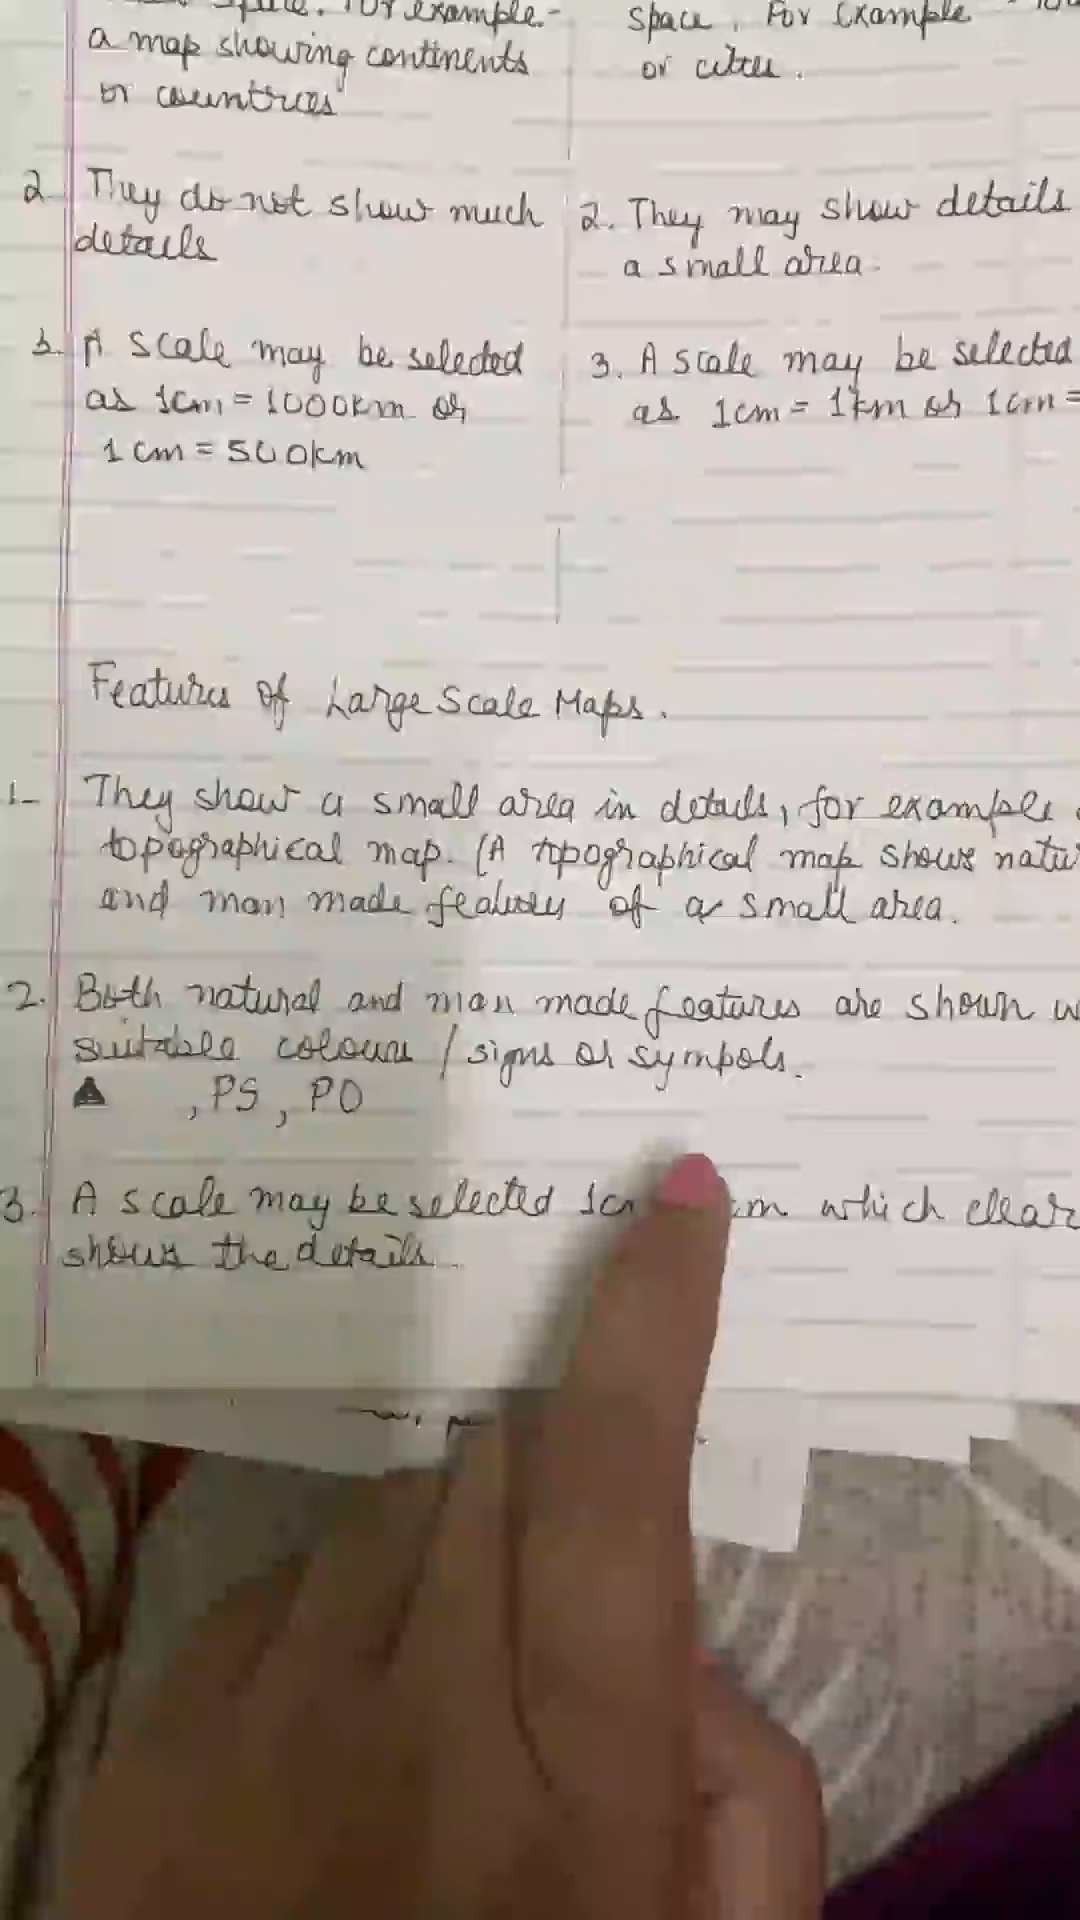 For example:-
a map showing continents
or countries
2. They do not show much
details
3. A scale may be selected
as 1cm = 1000km or
1 cm = 500km
space. For Example
or cities.
2. They may show details
a small area.
3. A scale may be selected
as 1cm = 1km or 1cm =
Features of Large Scale Maps.
1- They show a small area in details, for example
topographical map. (A topographical map shows natu
and man made features of a small area.
2. Both natural and man made features are shown w
suitable colours / signs or symbols.
, PS, PO
3. A scale may be selected 1c m which clear
shows the details.